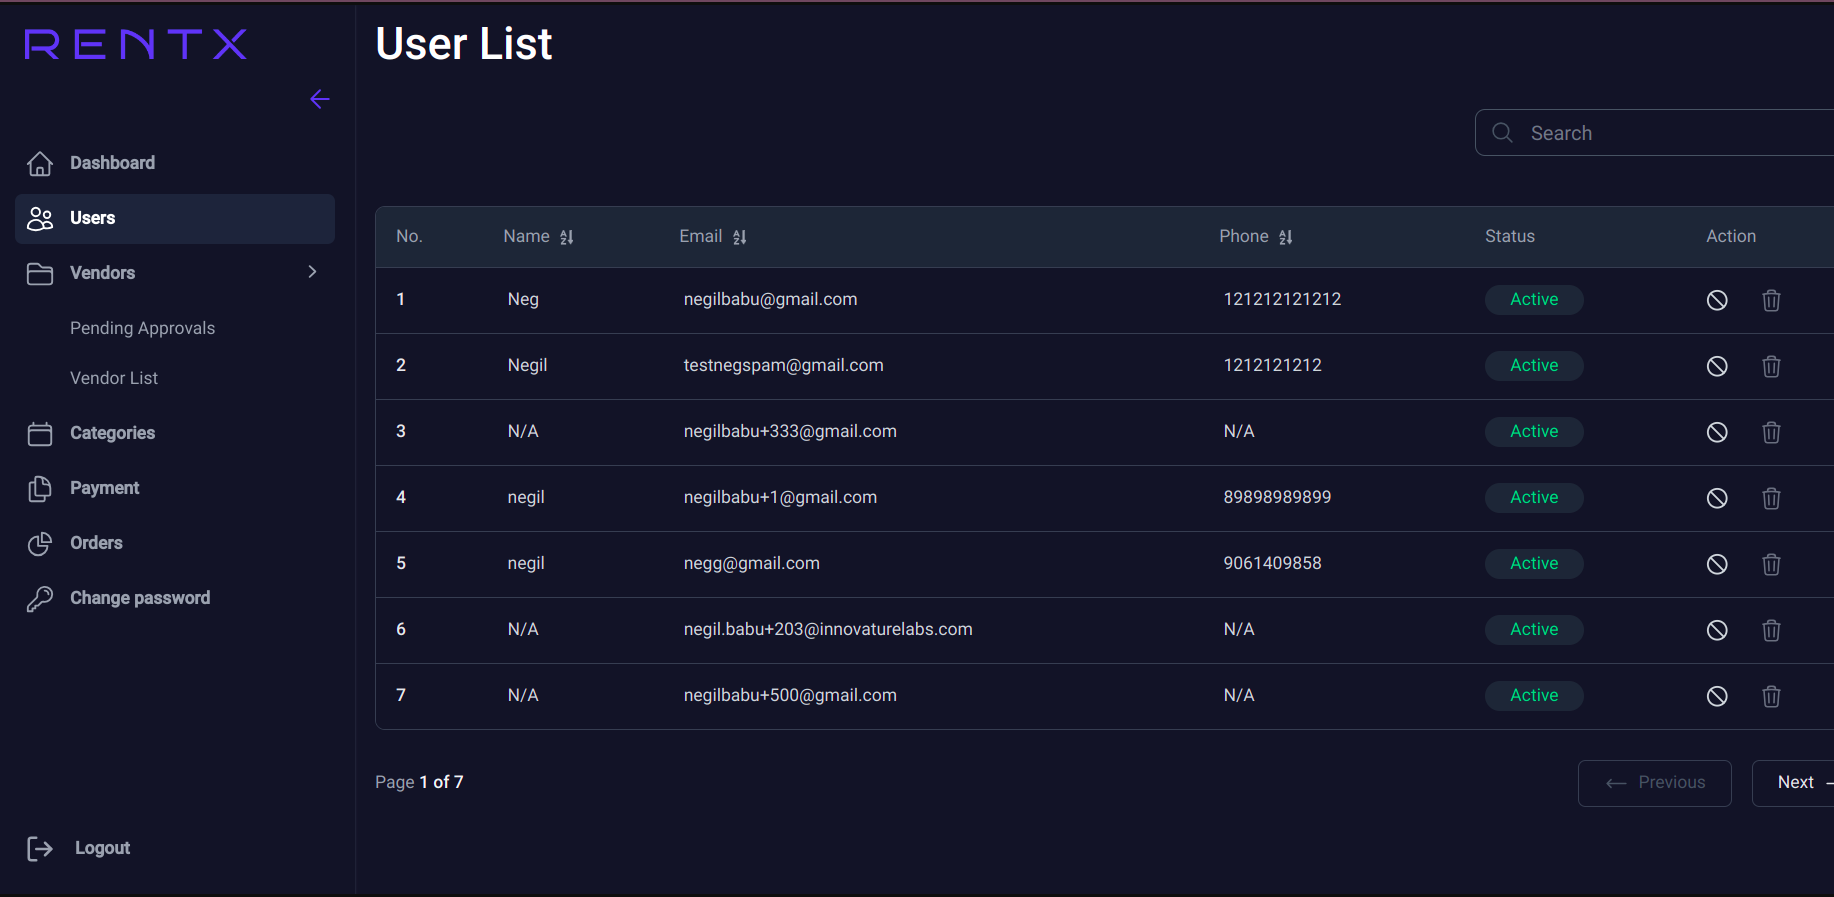 RENTX
User List
Search
Dashboard
Users
Vendors
Pending Approvals
Vendor List
Categories
Payment
Orders
Change password
Logout
No. Name Email Phone Status Action
1 Neg negilbabu@gmail.com 121212121212 Active
2 Negil testnegspam@gmail.com 1212121212 Active
3 N/A negilbabu+333@gmail.com N/A Active
4 negil negilbabu+1@gmail.com 89898989899 Active
5 negil negg@gmail.com 9061409858 Active
6 N/A negil.babu+203@innovaturelabs.com N/A Active
7 N/A negilbabu+500@gmail.com N/A Active
Page 1 of 7
Previous Next